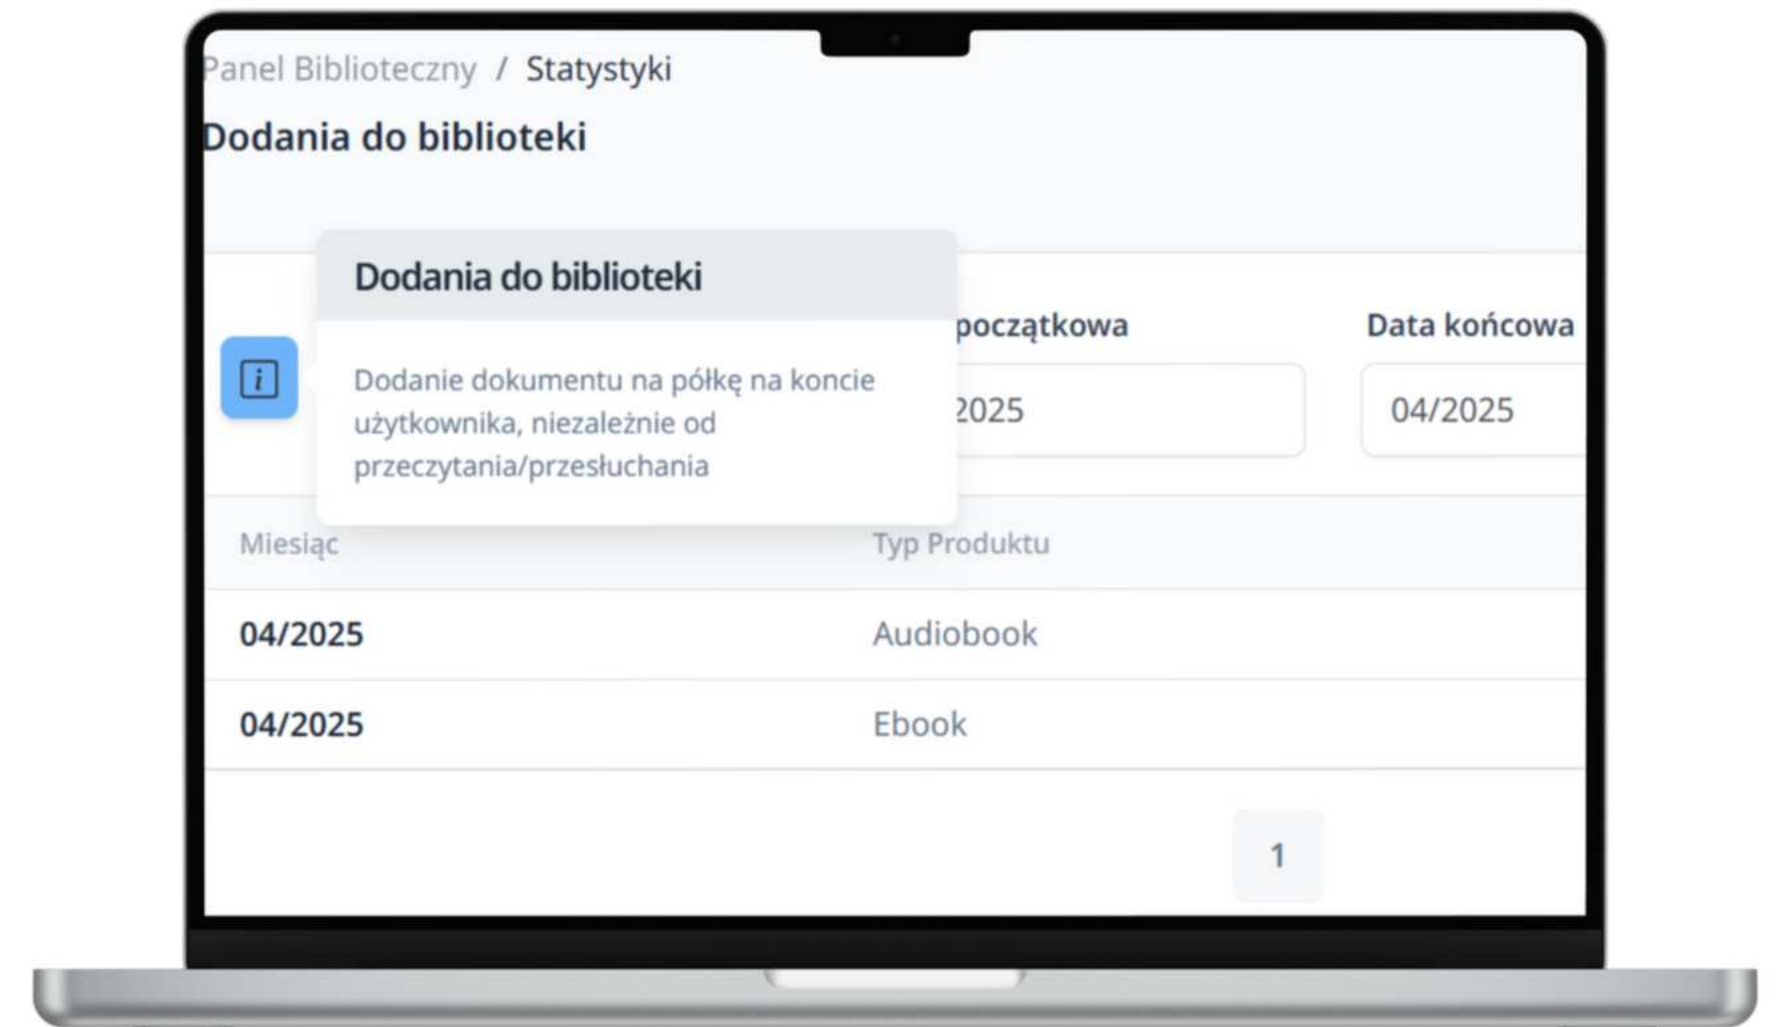 Panel Biblioteczny / Statystyki
Dodania do biblioteki
Dodania do biblioteki
Dodanie dokumentu na półkę na koncie
użytkownika, niezależnie od
przeczytania/przesłuchania
początkowa Data końcowa
2025 04/2025
Miesiąc Typ Produktu
04/2025 Audiobook
04/2025 Ebook
1